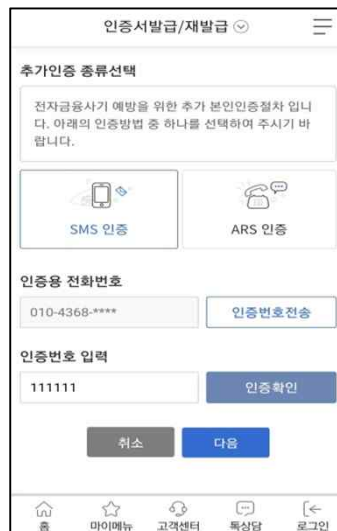 인증서발급/재발급
추가인증 종류선택
전자금융사기 예방을 위한 추가 본인인증절차 입니
다. 아래의 인증방법 중 하나를 선택하여 주시기 바
랍니다.
SMS 인증 ARS 인증
인증용 전화번호
010-4368-**** 인증번호전송
인증번호 입력
111111 인증확인
취소 다음
홈 마이메뉴 고객센터 톡상담 로그인